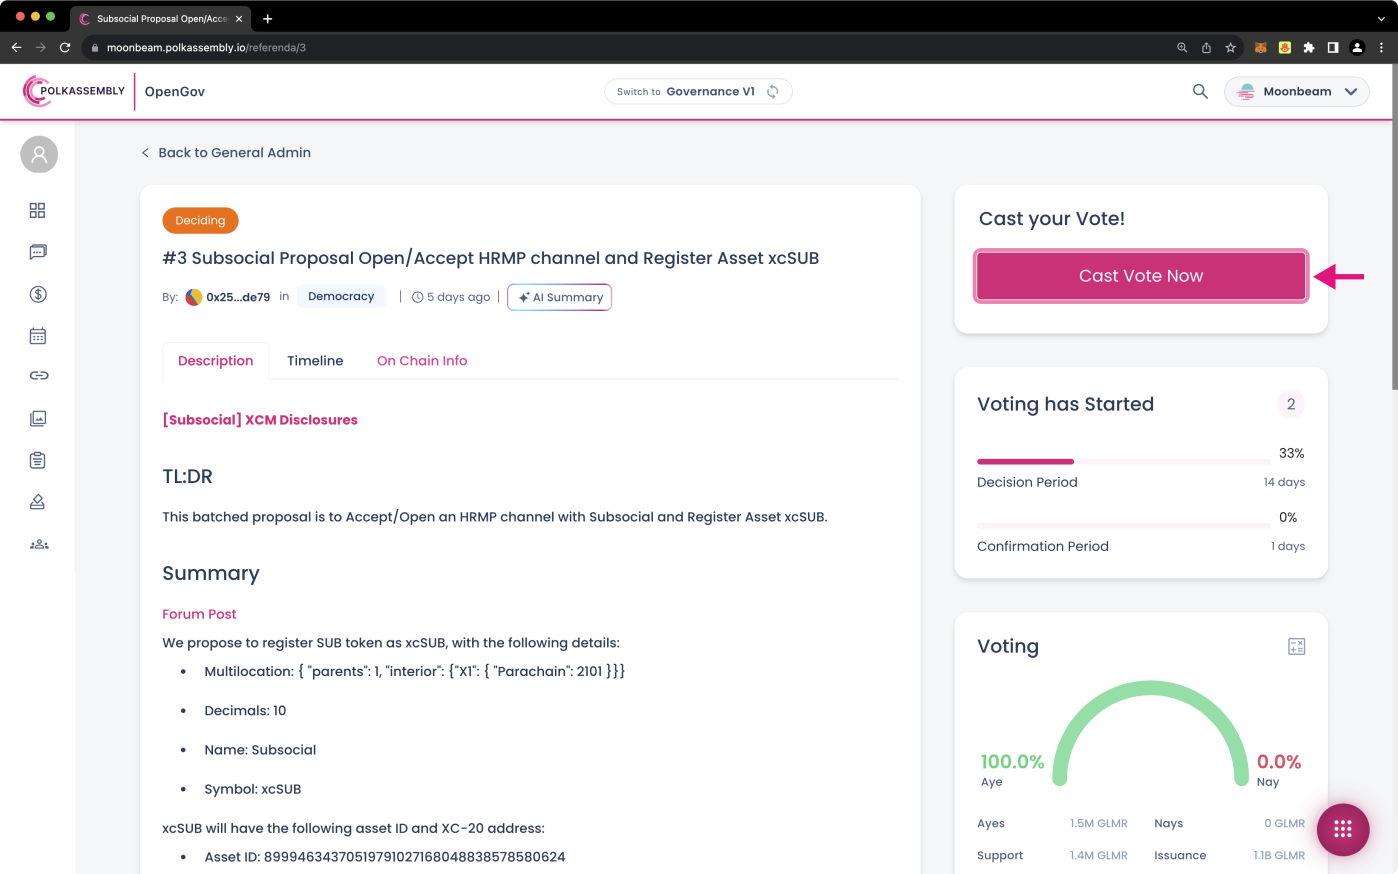 Subsocial Proposal Open/Acce
moonbeam.polkassembly.io/referenda/3
POLKASSEMBLY
OpenGov
Switch to Governance V1
Moonbeam
Back to General Admin
Deciding
#3 Subsocial Proposal Open/Accept HRMP channel and Register Asset xcSUB
By: 0x25...de79 in Democracy | 5 days ago | AI Summary
Description Timeline On Chain Info
[Subsocial] XCM Disclosures
TL:DR
This batched proposal is to Accept/Open an HRMP channel with Subsocial and Register Asset xcSUB.
Summary
Forum Post
We propose to register SUB token as xcSUB, with the following details:
• Multilocation: { "parents": 1, "interior": {"X1": { "Parachain": 2101 }}}
• Decimals: 10
• Name: Subsocial
• Symbol: xcSUB
xcSUB will have the following asset ID and XC-20 address:
• Asset ID: 89994634370519791027168048838578580624
Cast your Vote!
Cast Vote Now
Voting has Started 2
33%
Decision Period 14 days
0%
Confirmation Period 1 days
Voting
100.0% 0.0%
Aye Nay
Ayes 1.5M GLMR Nays 0 GLMR
Support 1.4M GLMR Issuance 1.1B GLMR